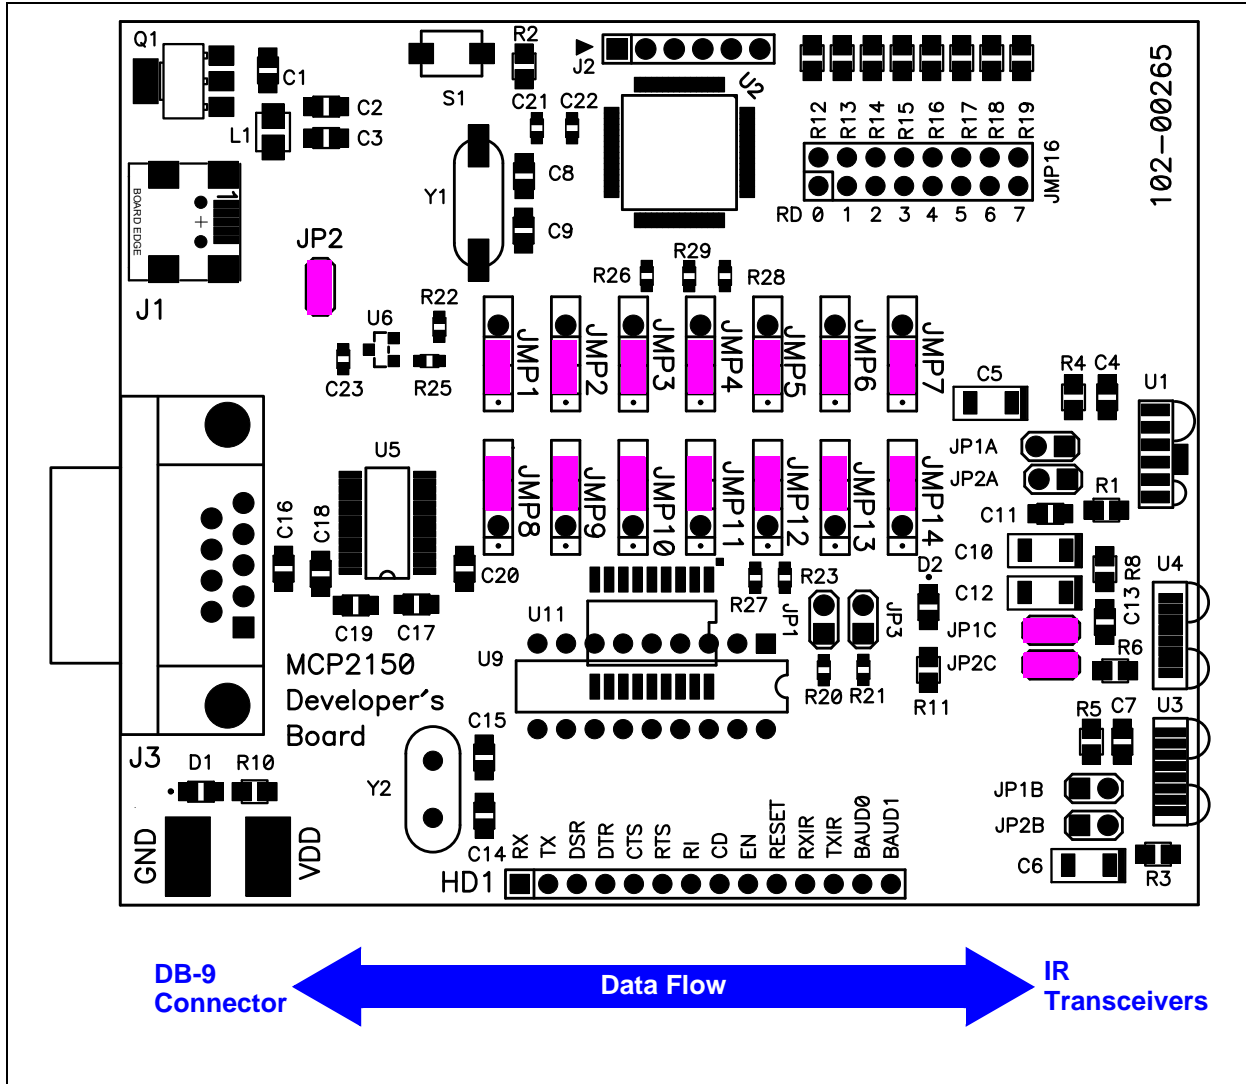 Q1
C1
C2
C3
L1
S1
R2
C21
C22
J2
U2
R12
R13
R14
R15
R16
R17
R18
R19
JMP16
RD 0 1 2 3 4 5 6 7
102-00265
BOARD EDGE
1
J1
JP2
Y1
C8
C9
R26
R29
R28
U6
R22
C23
R25
JMP1
JMP2
JMP3
JMP4
JMP5
JMP6
JMP7
C5
R4
C4
U1
JP1A
JP2A
R1
C11
U5
C16
C18
C20
C19
C17
JMP8
JMP9
JMP10
JMP11
JMP12
JMP13
JMP14
D2
C10
C12
R8
C13
U4
JP1C
JP2C
R6
R27
R23
JP1
JP3
R20
R21
R11
U11
U9
MCP2150
Developer's
Board
J3
D1
R10
GND
VDD
Y2
C15
C14
R5
C7
U3
JP1B
JP2B
C6
R3
HD1
RX
TX
DSR
DTR
CTS
RTS
RI
CD
EN
RESET
RXIR
TXIR
BAUD0
BAUD1
DB-9
Connector
Data Flow
IR
Transceivers